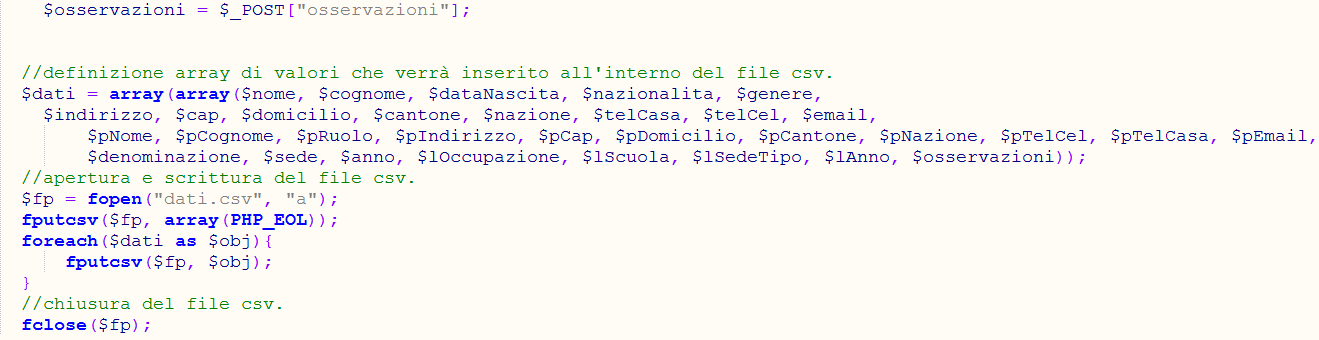 $osservazioni = $_POST["osservazioni"];
//definizione array di valori che verrà inserito all'interno del file csv.
$dati = array(array($nome, $cognome, $dataNascita, $nazionalita, $genere,
$indirizzo, $cap, $domicilio, $cantone, $nazione, $telCasa, $telCel, $email,
$pNome, $pCognome, $pRuolo, $pIndirizzo, $pCap, $pDomicilio, $pCantone, $pNazione, $pTelCel, $pTelCasa, $pEmail,
$denominazione, $sede, $anno, $lOccupazione, $lScuola, $lSedeTipo, $lAnno, $osservazioni));
//apertura e scrittura del file csv.
$fp = fopen("dati.csv", "a");
fputcsv($fp, array(PHP_EOL));
foreach($dati as $obj){
fputcsv($fp, $obj);
}
//chiusura del file csv.
fclose($fp);